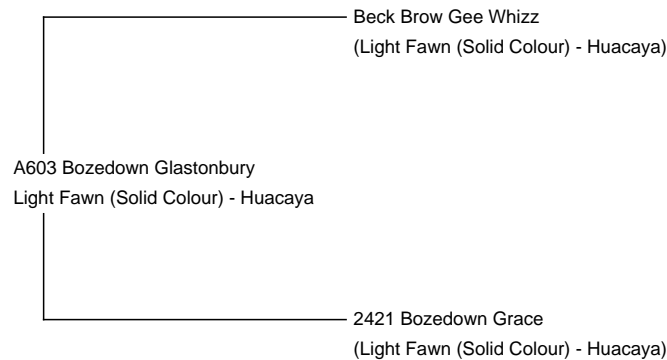 Beck Brow Gee Whizz
(Light Fawn (Solid Colour) - Huacaya)
A603 Bozedown Glastonbury
Light Fawn (Solid Colour) - Huacaya
2421 Bozedown Grace
(Light Fawn (Solid Colour) - Huacaya)